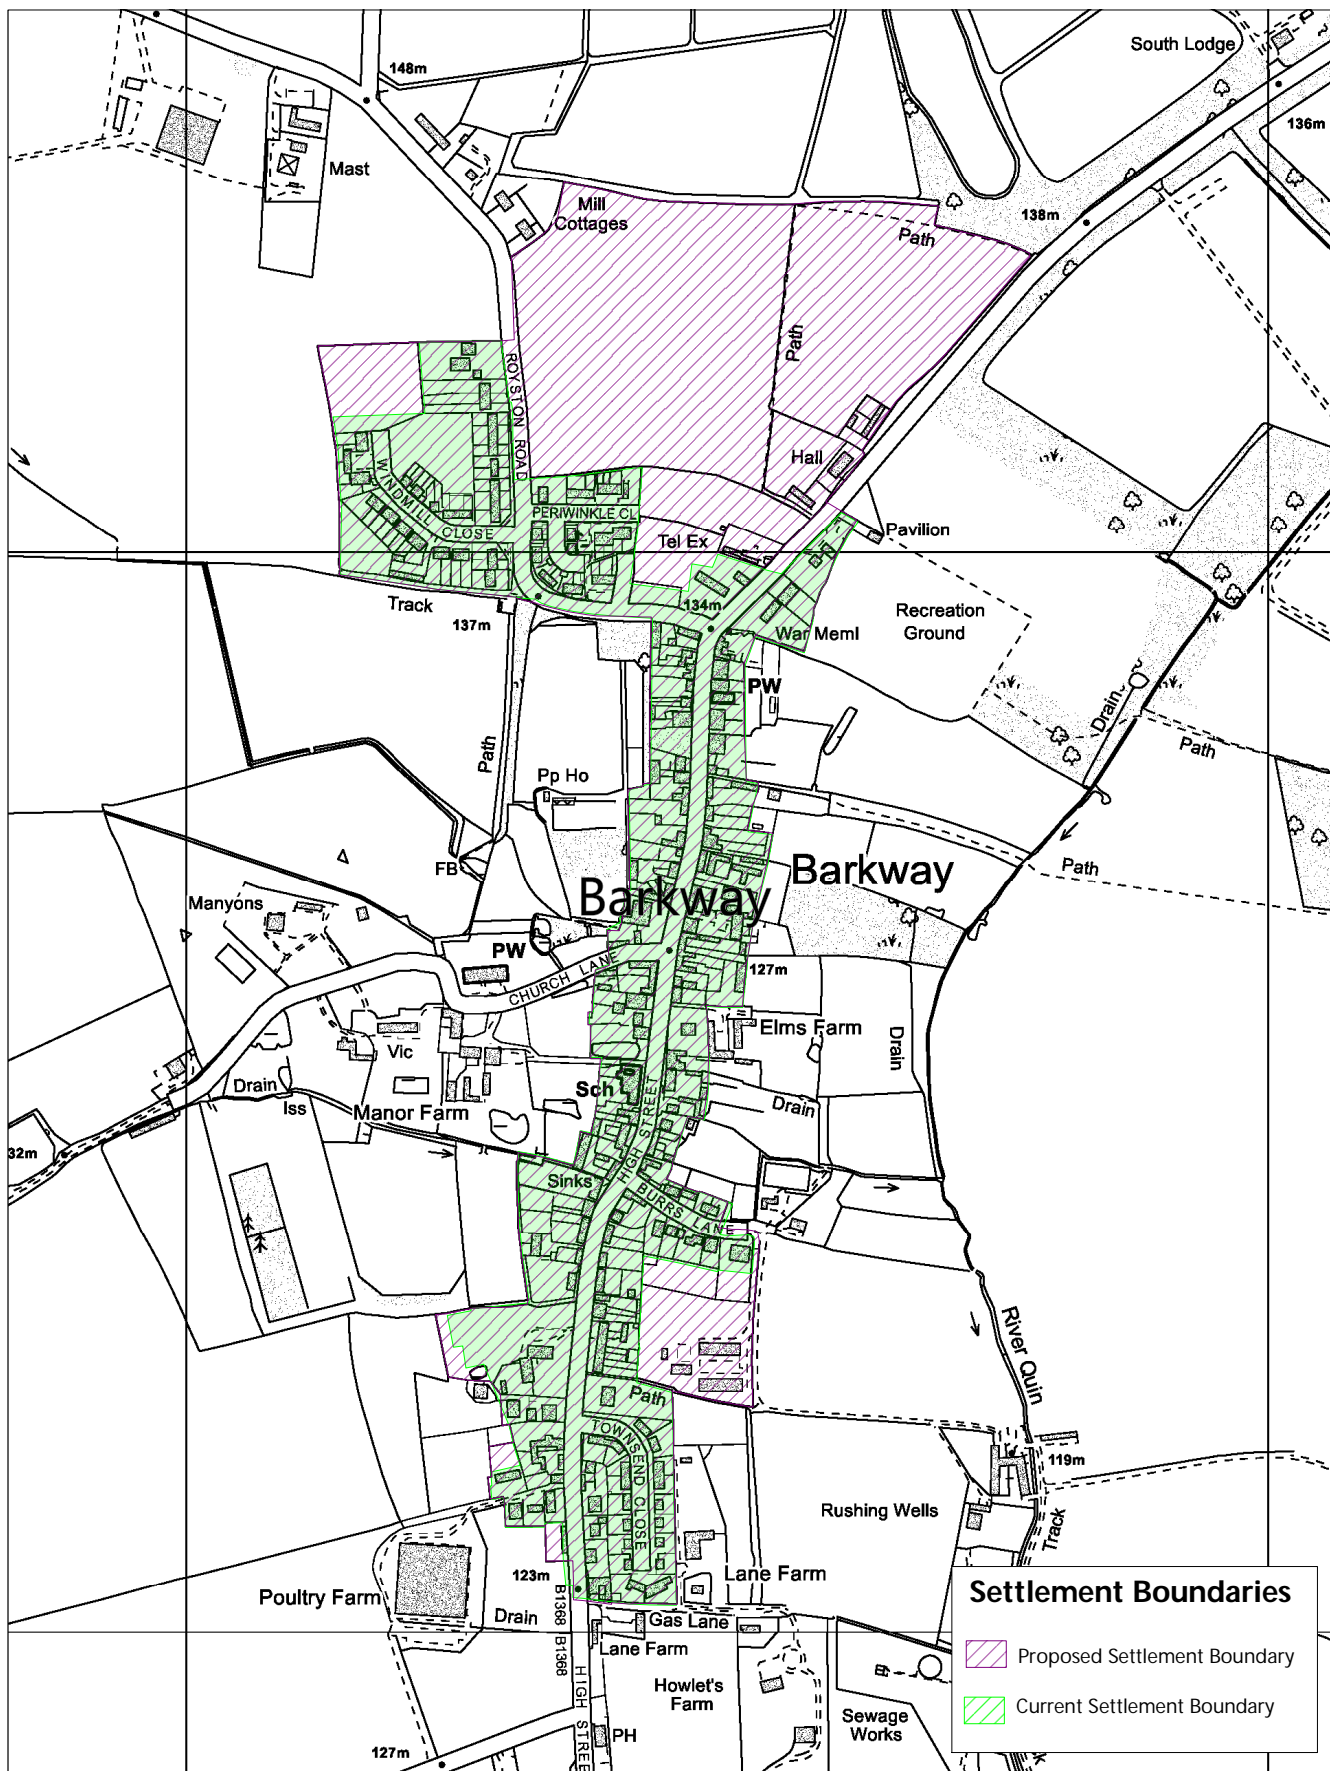 South Lodge
148m
136m
Mast
Mill
Cottages
138m
Path
Path
ROYSTON ROAD
Hall
WINDMILL CLOSE
PERIWINKLE CL
Tel Ex
Pavilion
Track
137m
134m
War Meml
Recreation
Ground
PW
Drain
Path
Path
Pp Ho
Path
FB
Barkway
Barkway
Manyons
PW
CHURCH LANE
127m
Elms Farm
Drain
Vic
Drain
Iss
Manor Farm
Sch
HIGH STREET
Drain
32m
Sinks
BURRS LANE
River Quin
Path
TOWNSEND CLOSE
119m
Rushing Wells
Track
123m
Lane Farm
Poultry Farm
Drain
B1368
B1368
Gas Lane
Lane Farm
HIGH STREE
Howlet's
Farm
PH
Sewage
Works
127m
Settlement Boundaries
Proposed Settlement Boundary
Current Settlement Boundary